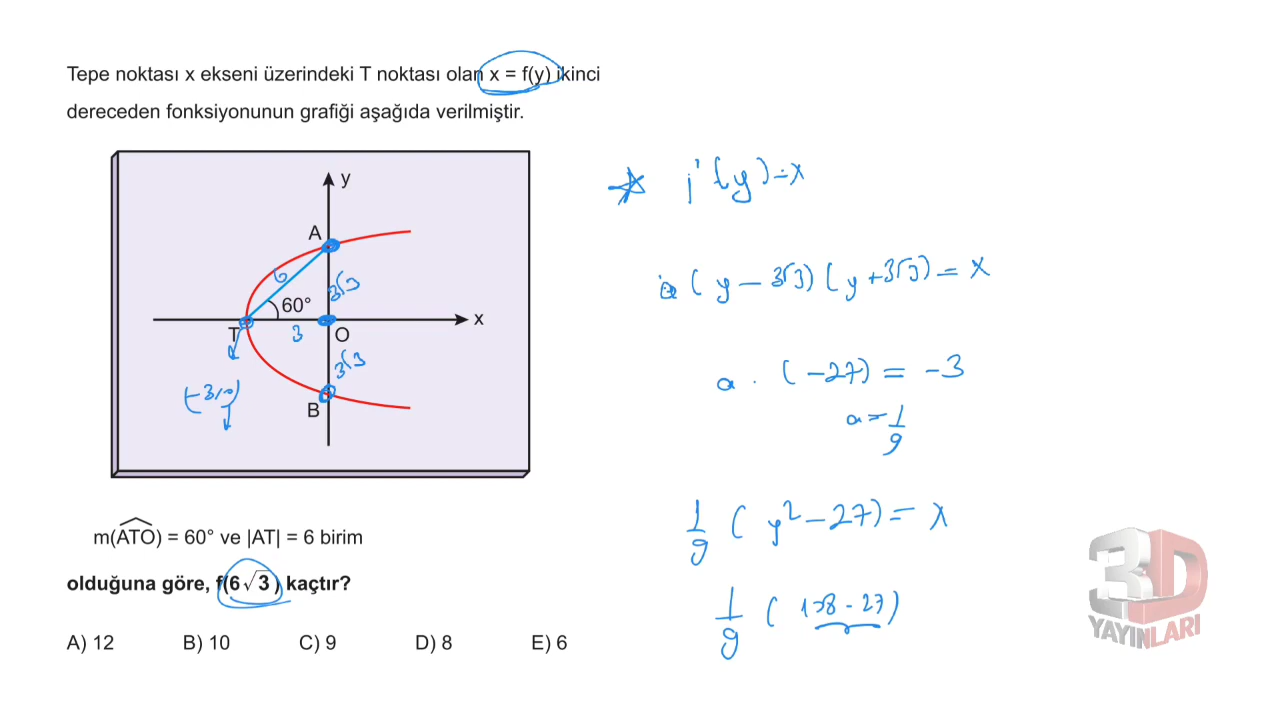 Tepe noktası x ekseni üzerindeki T noktası olan x = f(y) ikinci
dereceden fonksiyonunun grafiği aşağıda verilmiştir.
y
A
6
3√3
60°
x
T
3
O
3√3
(-3,0)
B
f(y)=x
a(y-3√3)(y+3√3)=x
a.(-27)=-3
a=1/9
1/9(y²-27)=x
1/9(108-27)
m(ATO) = 60° ve |AT| = 6 birim
olduğuna göre, f(6√3) kaçtır?
A) 12 B) 10 C) 9 D) 8 E) 6
3D
YAYINLARI